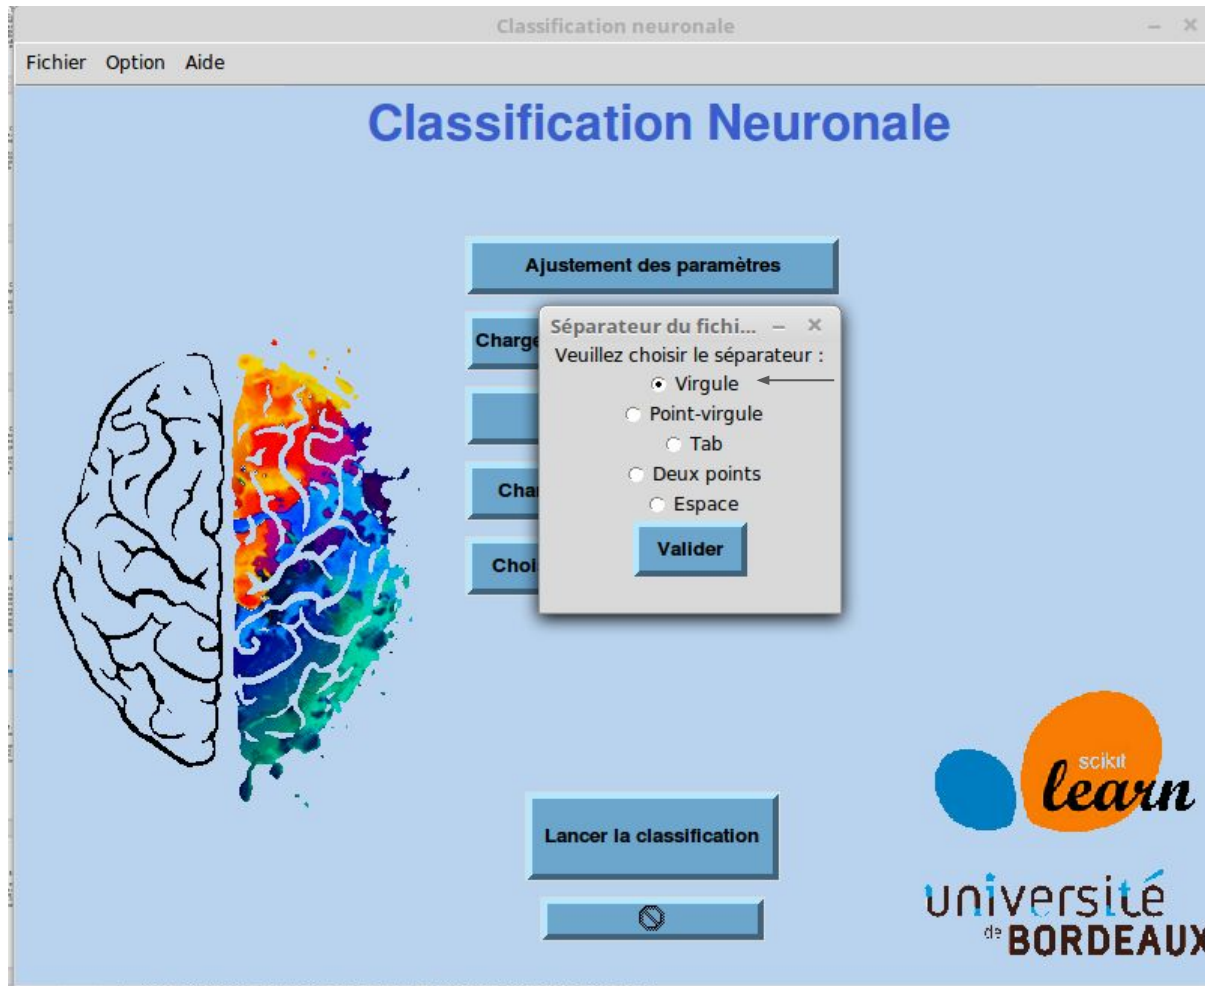 Classification neuronale
Fichier Option Aide
Classification Neuronale
Ajustement des paramètres
Séparateur du fichi...
Veuillez choisir le séparateur :
Virgule
Point-virgule
Tab
Deux points
Espace
Valider
Charge
Cha
Choi
Lancer la classification
scikit
learn
université
de BORDEAUX